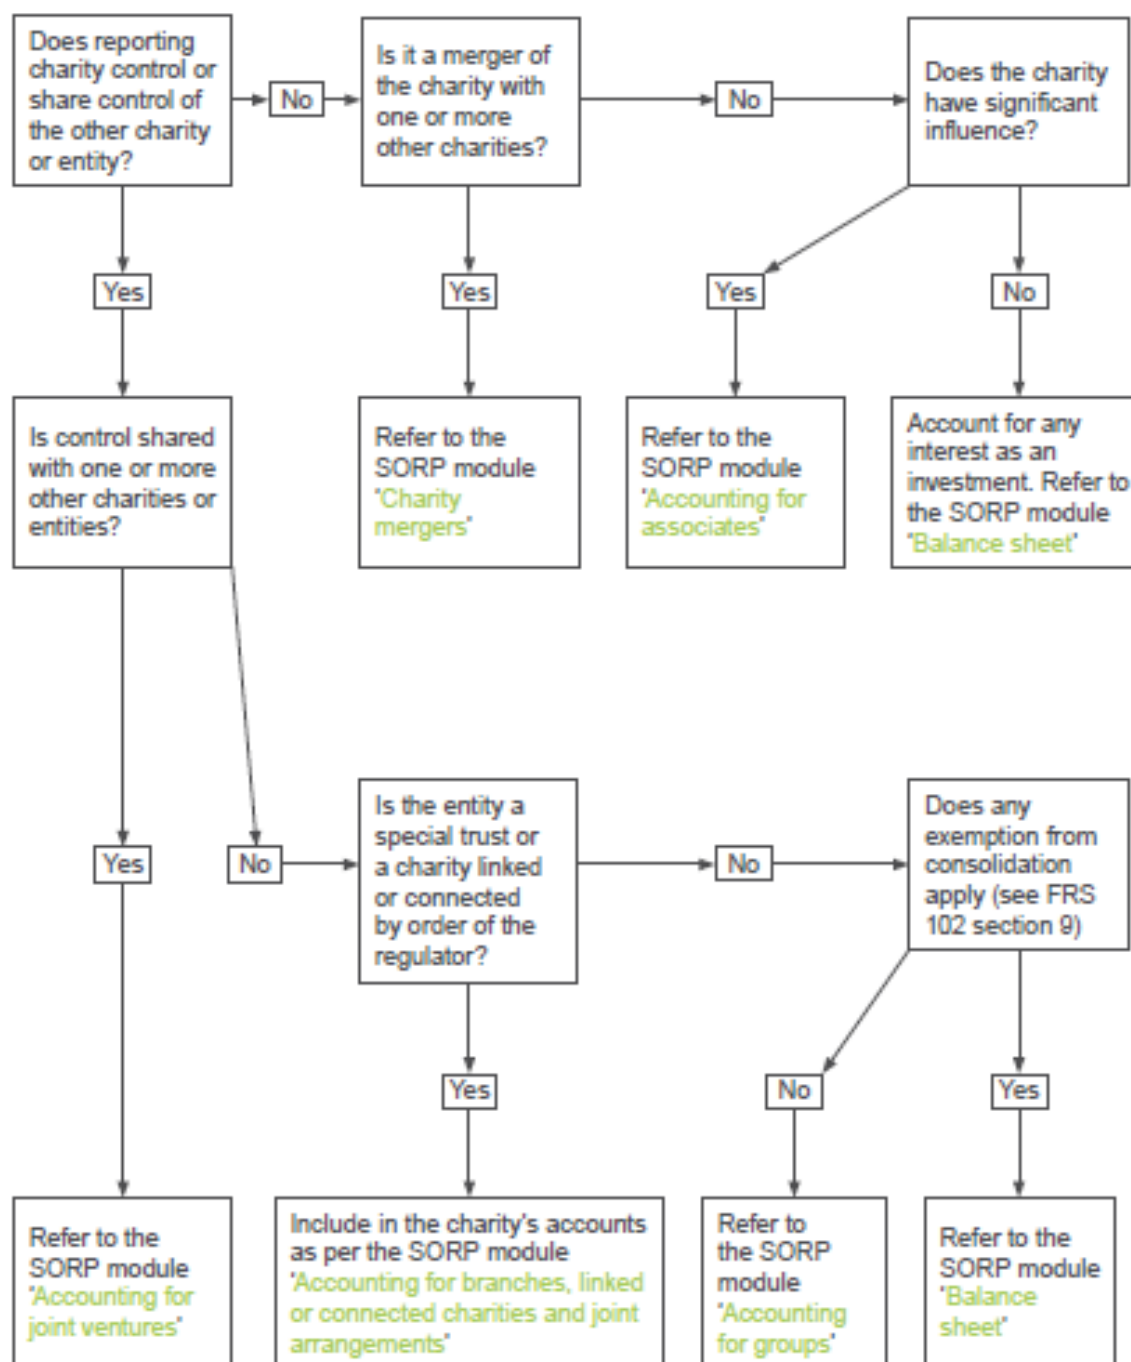 Does reporting
charity control or
share control of
the other charity
or entity?
No
Is it a merger of
the charity with
one or more
other charities?
No
Does the charity
have significant
influence?
Yes
Yes
Yes
No
Is control shared
with one or more
other charities or
entities?
Refer to the
SORP module
'Charity
mergers'
Refer to the
SORP module
'Accounting for
associates'
Account for any
interest as an
investment. Refer to
the SORP module
'Balance sheet'
Yes
No
Is the entity a
special trust or
a charity linked
or connected
by order of the
regulator?
No
Does any
exemption from
consolidation
apply (see FRS
102 section 9)
Yes
No
Yes
Refer to the
SORP module
'Accounting for
joint ventures'
Include in the charity's accounts
as per the SORP module
'Accounting for branches, linked
or connected charities and joint
arrangements'
Refer to
the SORP
module
'Accounting
for groups'
Refer to the
SORP module
'Balance
sheet'